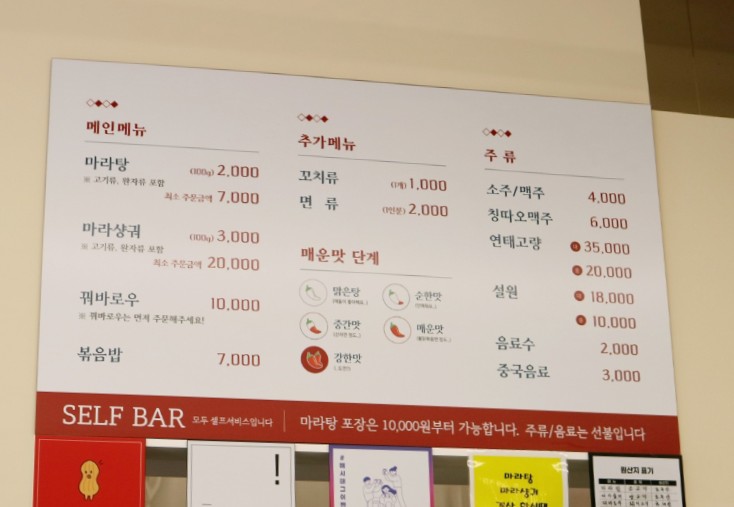 메인메뉴
마라탕 (100g) 2,000
※ 고기류, 완자류 포함
최소 주문금액 7,000
마라샹궈 (100g) 3,000
※ 고기류, 완자류 포함
최소 주문금액 20,000
꿔바로우 10,000
※ 꿔바로우는 먼저 주문해주세요!
볶음밥 7,000
추가메뉴
꼬치류 (1개) 1,000
면 류 (1인분) 2,000
매운맛 단계
맑은탕
순한맛
중간맛
매운맛
강한맛
주 류
소주/맥주 4,000
칭따오맥주 6,000
연태고량 35,000
20,000
설원 18,000
10,000
음료수 2,000
중국음료 3,000
SELF BAR 모두 셀프서비스입니다
마라탕 포장은 10,000원부터 가능합니다. 주류/음료는 선불입니다
!
마라탕
마라샹궈
원산지 표기